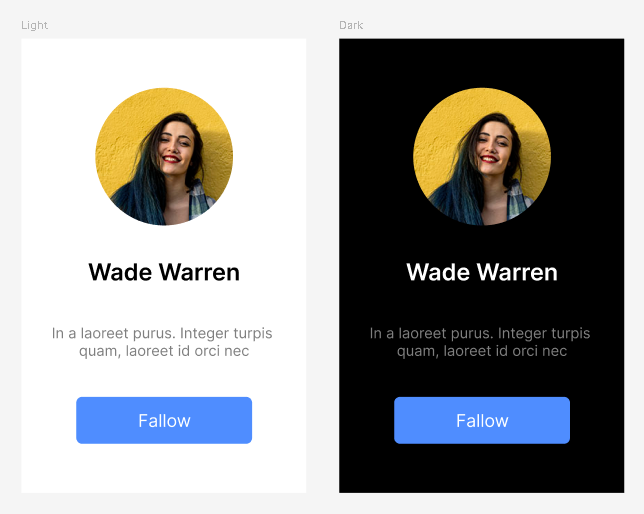 Light
Dark
Wade Warren
In a laoreet purus. Integer turpis
quam, laoreet id orci nec
Fallow
Wade Warren
In a laoreet purus. Integer turpis
quam, laoreet id orci nec
Fallow